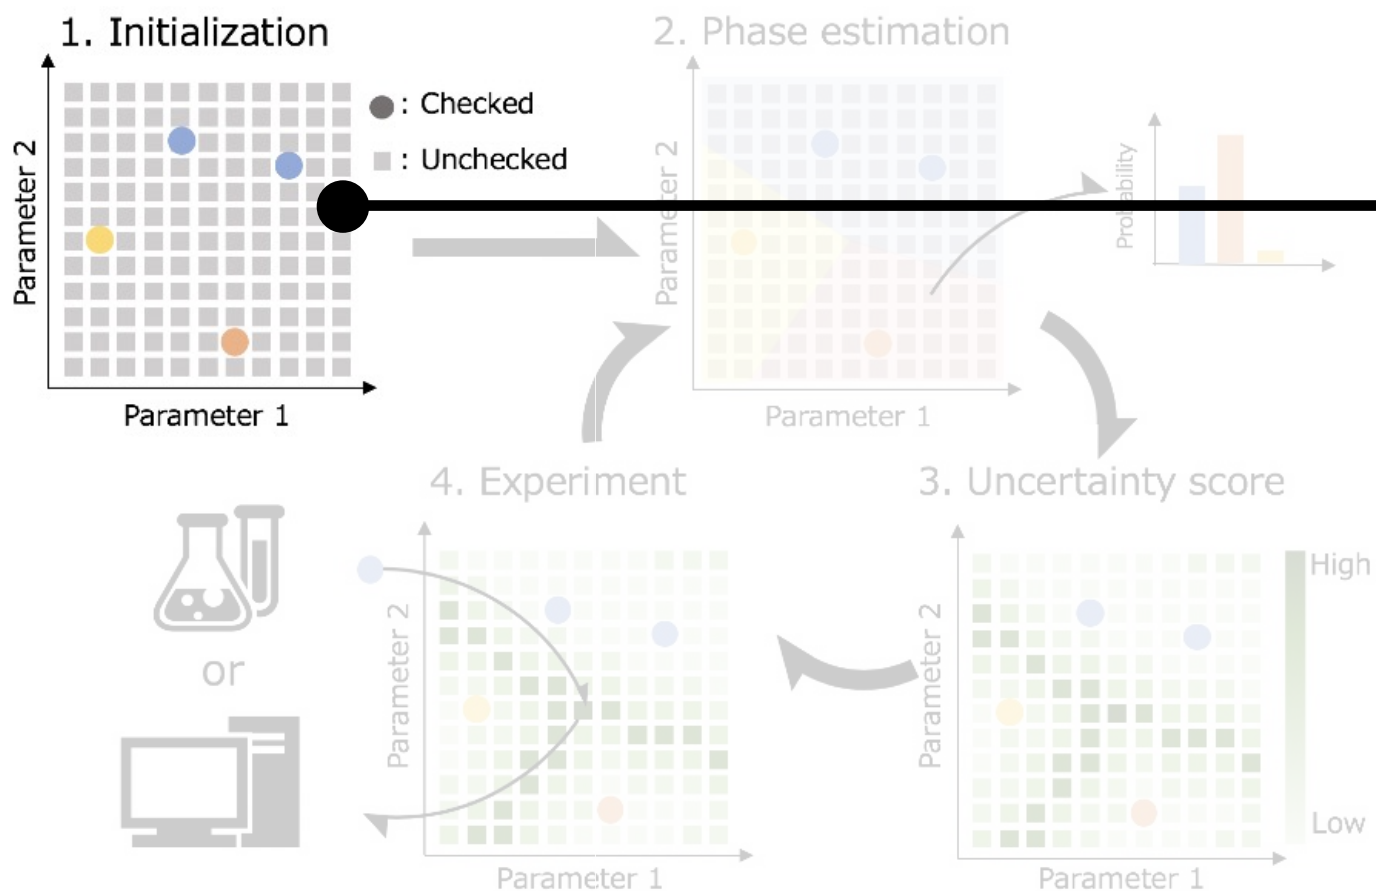 1. Initialization
Parameter 2
: Checked
: Unchecked
Parameter 1
2. Phase estimation
Parameter 2
Parameter 1
Probability
4. Experiment
or
Parameter 2
Parameter 1
3. Uncertainty score
Parameter 2
Parameter 1
High
Low